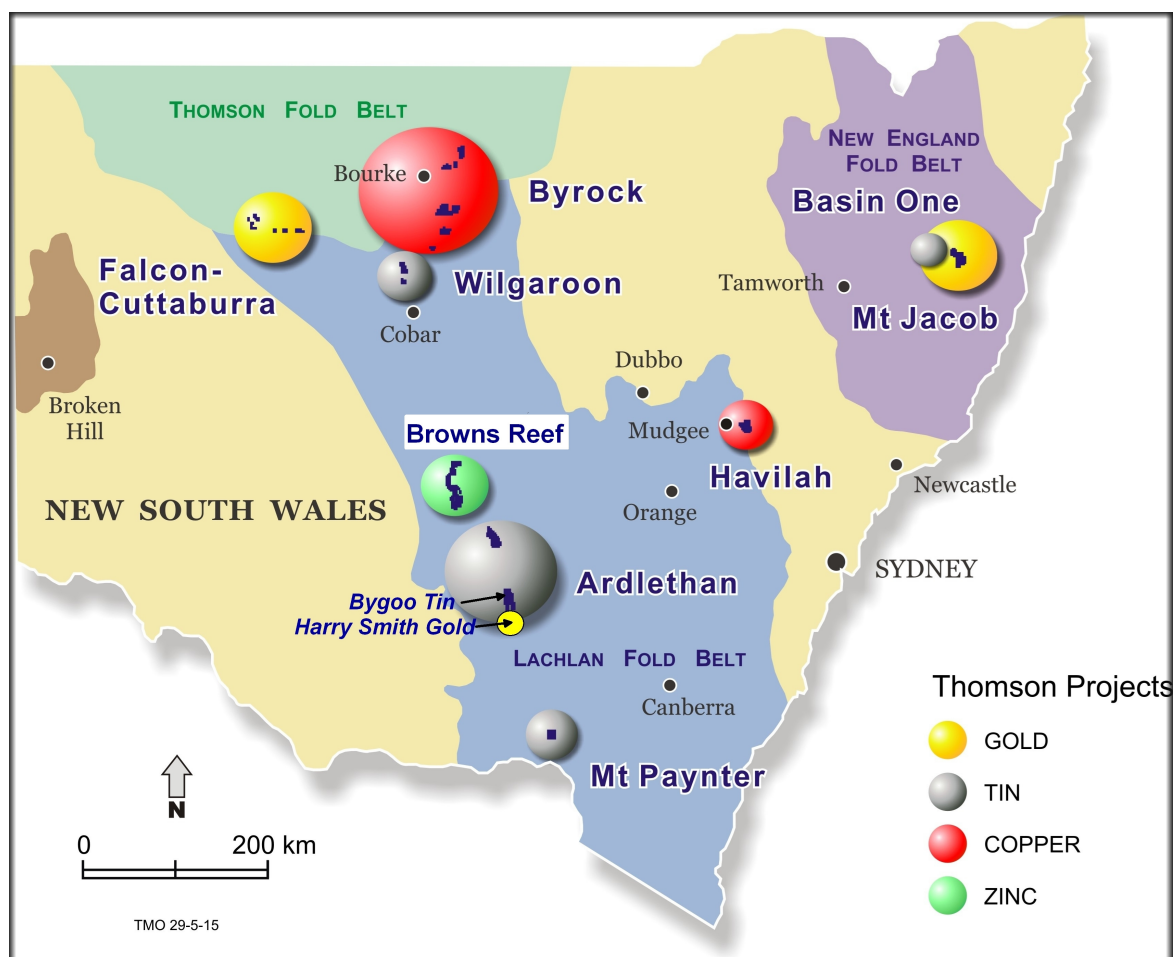 THOMSON FOLD BELT
NEW ENGLAND
FOLD BELT
Bourke
Byrock
Basin One
Falcon-
Cuttaburra
Wilgaroon
Tamworth
Mt Jacob
Cobar
Dubbo
Broken
Hill
Browns Reef
Mudgee
Havilah
Newcastle
NEW SOUTH WALES
Orange
SYDNEY
Ardlethan
Bygoo Tin
Harry Smith Gold
LACHLAN FOLD BELT
Canberra
Mt Paynter
Thomson Projects
GOLD
TIN
COPPER
ZINC
N
0 200 km
TMO 29-5-15